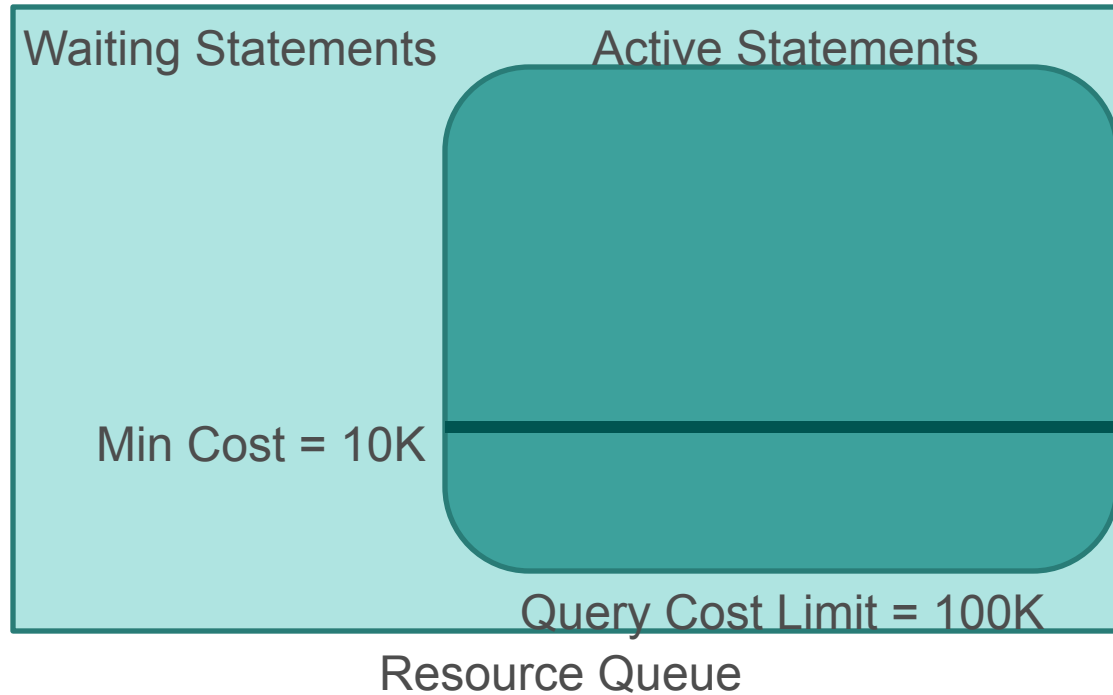 Waiting Statements
Active Statements
Min Cost = 10K
Query Cost Limit = 100K
Resource Queue